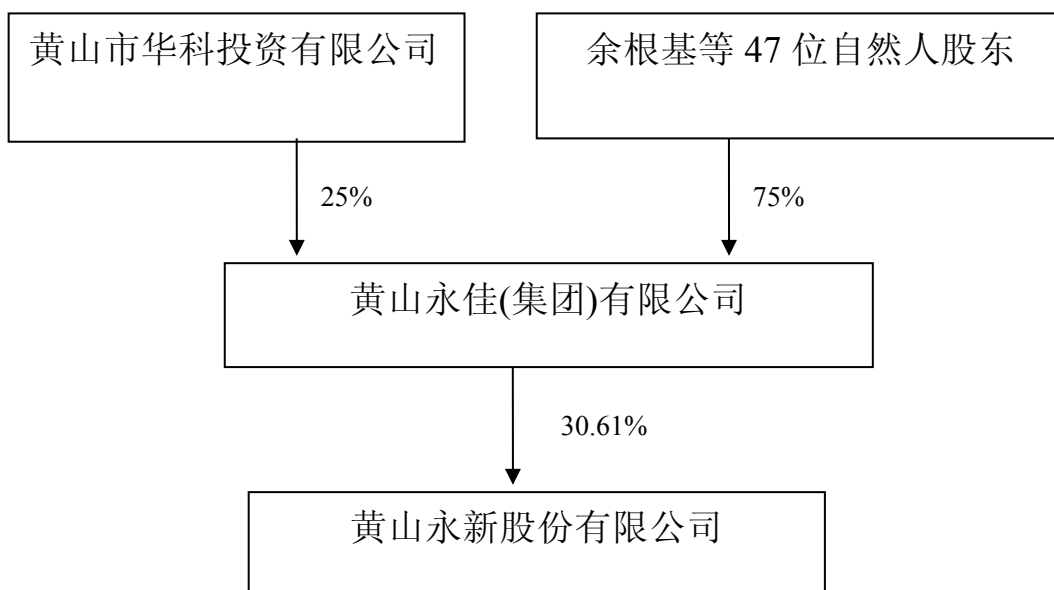 黄山市华科投资有限公司
余根基等 47 位自然人股东
25%
75%
黄山永佳(集团)有限公司
30.61%
黄山永新股份有限公司